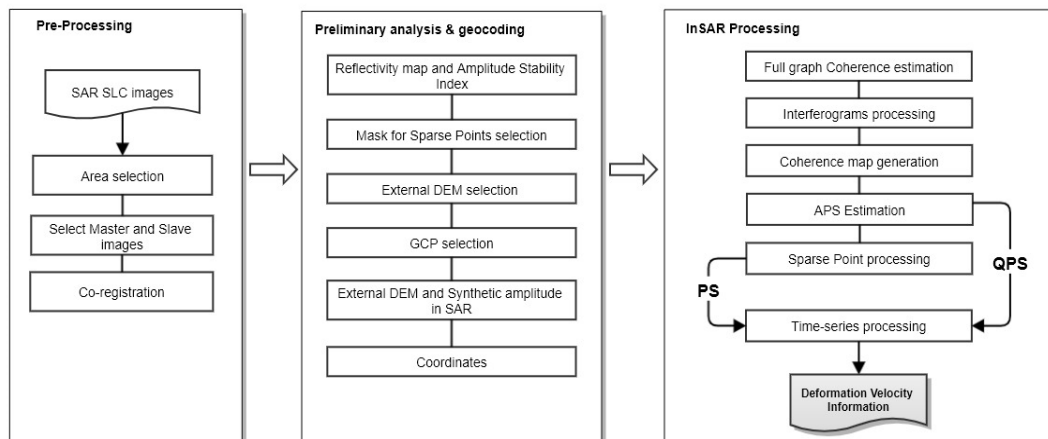 Pre-Processing
SAR SLC images
Area selection
Select Master and Slave
images
Co-registration
Preliminary analysis & geocoding
Reflectivity map and Amplitude Stability
Index
Mask for Sparse Points selection
External DEM selection
GCP selection
External DEM and Synthetic amplitude
in SAR
Coordinates
InSAR Processing
Full graph Coherence estimation
Interferograms processing
Coherence map generation
APS Estimation
Sparse Point processing
PS
QPS
Time-series processing
Deformation Velocity
Information